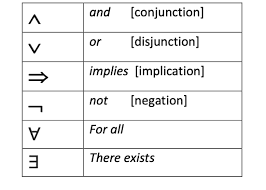 ∧ and [conjunction]
∨ or [disjunction]
⇒ implies [implication]
¬ not [negation]
∀ For all
∃ There exists